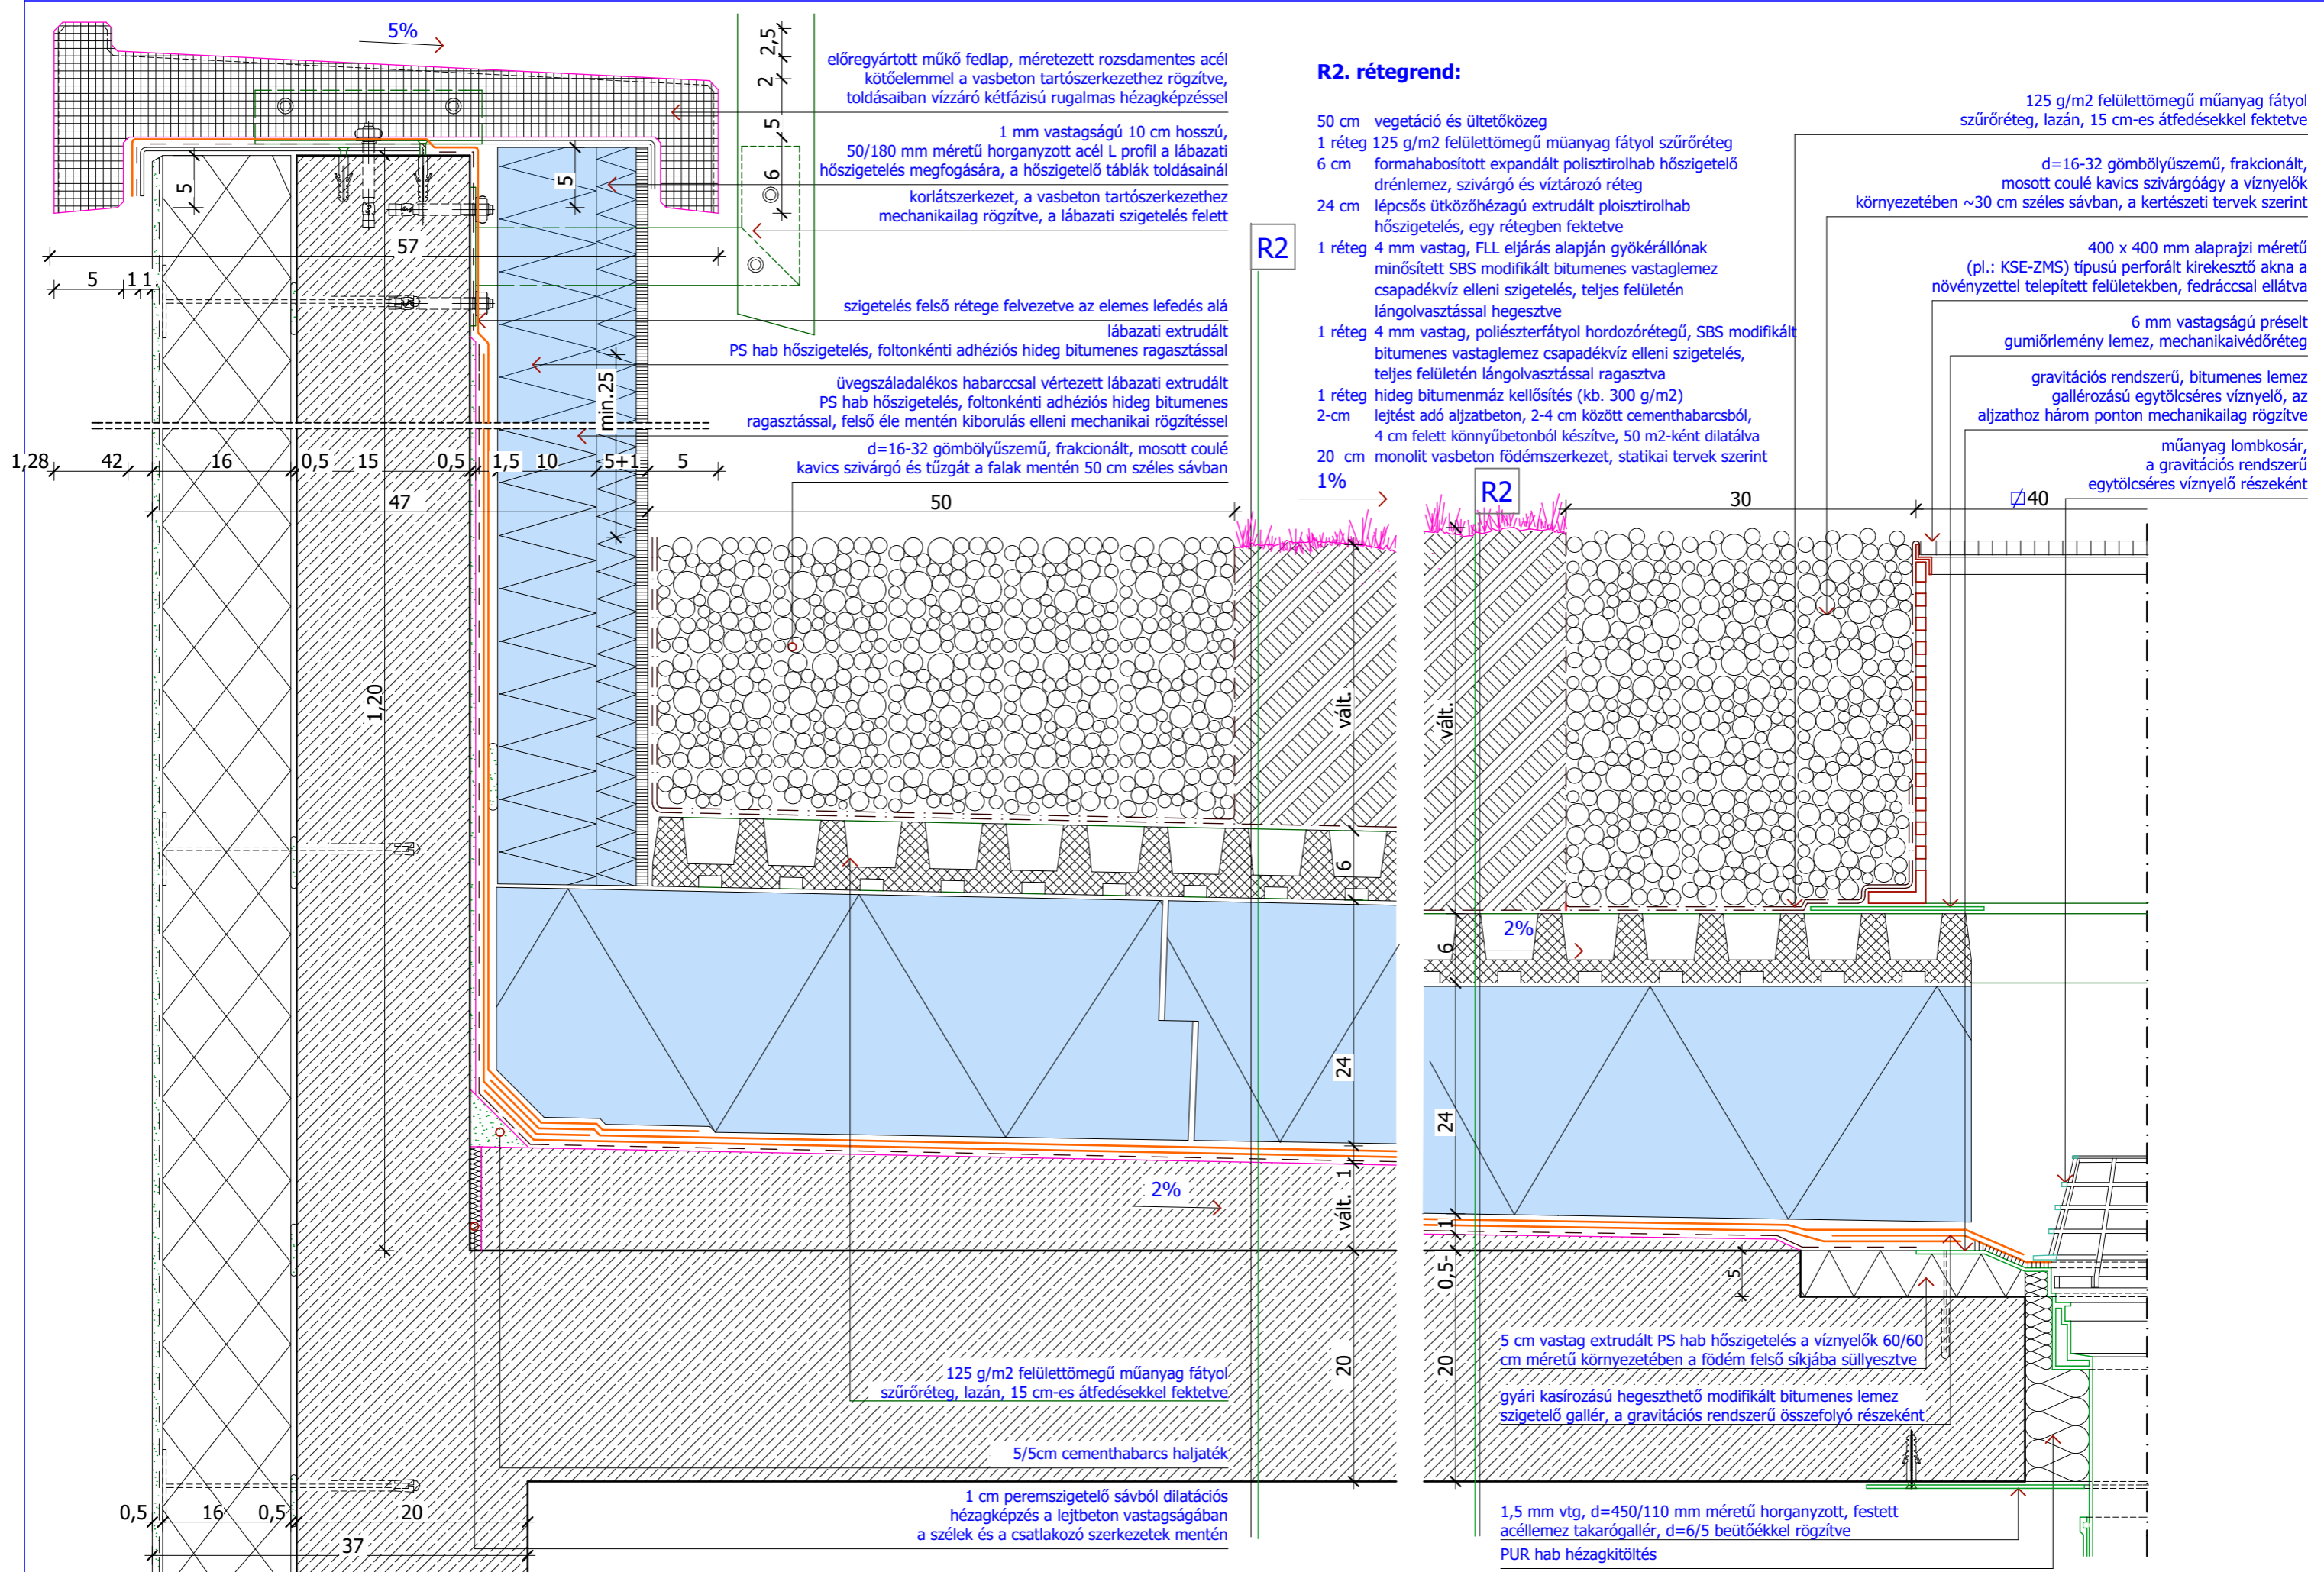 5%
2,5
2
5
6
előregyártott műkő fedlap, méretezett rozsdamentes acél
kötőelemmel a vasbeton tartószerkezethez rögzítve,
toldásaiban vízzáró kétfázisú rugalmas hézagképzéssel
1 mm vastagságú 10 cm hosszú,
50/180 mm méretű horganyzott acél L profil a lábazati
hőszigetelés megfogására, a hőszigetelő táblák toldásainál
korlátszerkezet, a vasbeton tartószerkezethez
mechanikailag rögzítve, a lábazati szigetelés felett
szigetelés felső rétege felvezetve az elemes lefedés alá
lábazati extrudált
PS hab hőszigetelés, foltonkénti adhéziós hideg bitumenes ragasztással
üvegszáladalékos habarccsal vértezett lábazati extrudált
PS hab hőszigetelés, foltonkénti adhéziós hideg bitumenes
ragasztással, felső éle mentén kiborulás elleni mechanikai rögzítéssel
d=16-32 gömbölyűszemű, frakcionált, mosott coulé
kavics szivárgó és tűzgát a falak mentén 50 cm széles sávban
5
5
57
5 1 1
min.25
1,28 42 16 0,5 15 0,5 1,5 10 5+1 5
47
50
1,20
R2
R2. rétegrend:
50 cm vegetáció és ültetőközeg
1 réteg 125 g/m2 felülettömegű müanyag fátyol szűrőréteg
6 cm formahabosított expandált polisztirolhab hőszigetelő
drénlemez, szivárgó és víztározó réteg
24 cm lépcsős ütközőhézagú extrudált ploisztirolhab
hőszigetelés, egy rétegben fektetve
1 réteg 4 mm vastag, FLL eljárás alapján gyökérállónak
minősített SBS modifikált bitumenes vastaglemez
csapadékvíz elleni szigetelés, teljes felületén
lángolvasztással hegesztve
1 réteg 4 mm vastag, poliészterfátyol hordozórétegű, SBS modifikált
bitumenes vastaglemez csapadékvíz elleni szigetelés,
teljes felületén lángolvasztással ragasztva
1 réteg hideg bitumenmáz kellősítés (kb. 300 g/m2)
2-cm lejtést adó aljzatbeton, 2-4 cm között cementhabarcsból,
4 cm felett könnyűbetonból készítve, 50 m2-ként dilatálva
20 cm monolit vasbeton födémszerkezet, statikai tervek szerint
1%
R2
30
40
125 g/m2 felülettömegű műanyag fátyol
szűrőréteg, lazán, 15 cm-es átfedésekkel fektetve
d=16-32 gömbölyűszemű, frakcionált,
mosott coulé kavics szivárgóágy a víznyelők
környezetében ~30 cm széles sávban, a kertészeti tervek szerint
400 x 400 mm alaprajzi méretű
(pl.: KSE-ZMS) típusú perforált kirekesztő akna a
növényzettel telepített felületekben, fedráccsal ellátva
6 mm vastagságú préselt
gumiőrlemény lemez, mechanikaivédőréteg
gravitációs rendszerű, bitumenes lemez
gallérozású egytölcséres víznyelő, az
aljzathoz három ponton mechanikailag rögzítve
műanyag lombkosár,
a gravitációs rendszerű
egytölcséres víznyelő részeként
vált.
6
24
1
vált.
20
vált.
6
24
1
0,5-
20
2%
2%
5
125 g/m2 felülettömegű műanyag fátyol
szűrőréteg, lazán, 15 cm-es átfedésekkel fektetve
5/5cm cementhabarcs haljaték
1 cm peremszigetelő sávból dilatációs
hézagképzés a lejtbeton vastagságában
a szélek és a csatlakozó szerkezetek mentén
5 cm vastag extrudált PS hab hőszigetelés a víznyelők 60/60
cm méretű környezetében a födém felső síkjába süllyesztve
gyári kasírozású hegeszthető modifikált bitumenes lemez
szigetelő gallér, a gravitációs rendszerű összefolyó részeként
1,5 mm vtg, d=450/110 mm méretű horganyzott, festett
acéllemez takarógallér, d=6/5 beütőékkel rögzítve
PUR hab hézagkitöltés
0,5 16 0,5 20
37